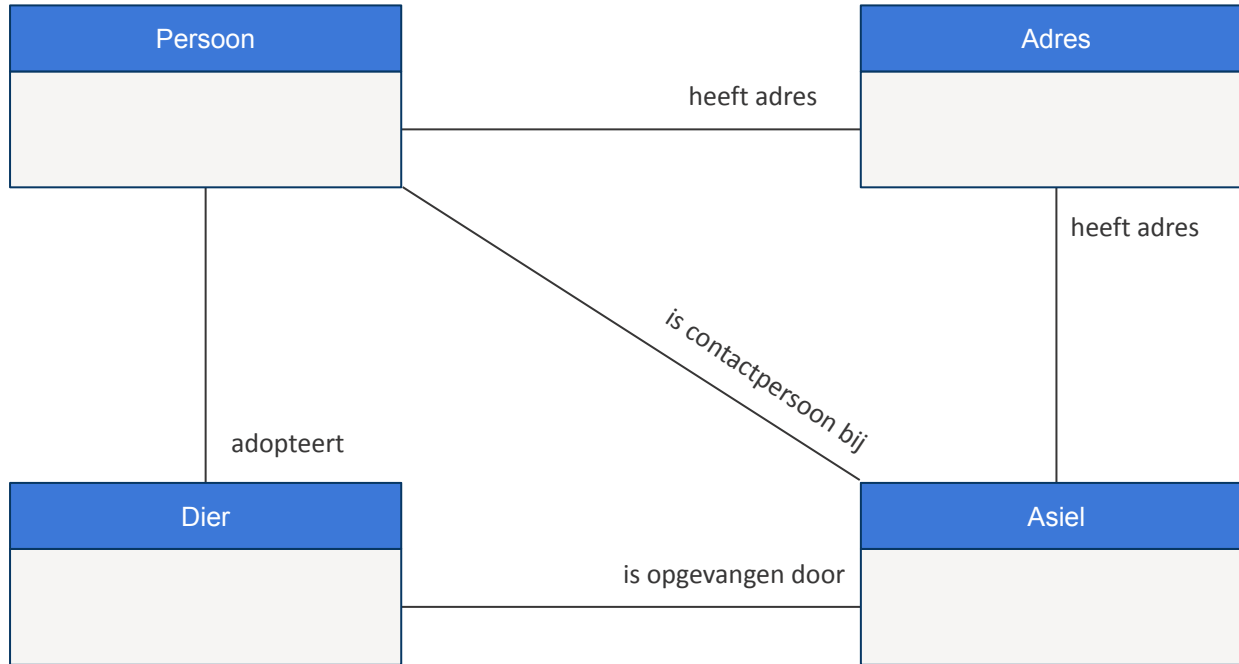 Persoon
Adres
heeft adres
heeft adres
is contactpersoon bij
adopteert
Dier
Asiel
is opgevangen door